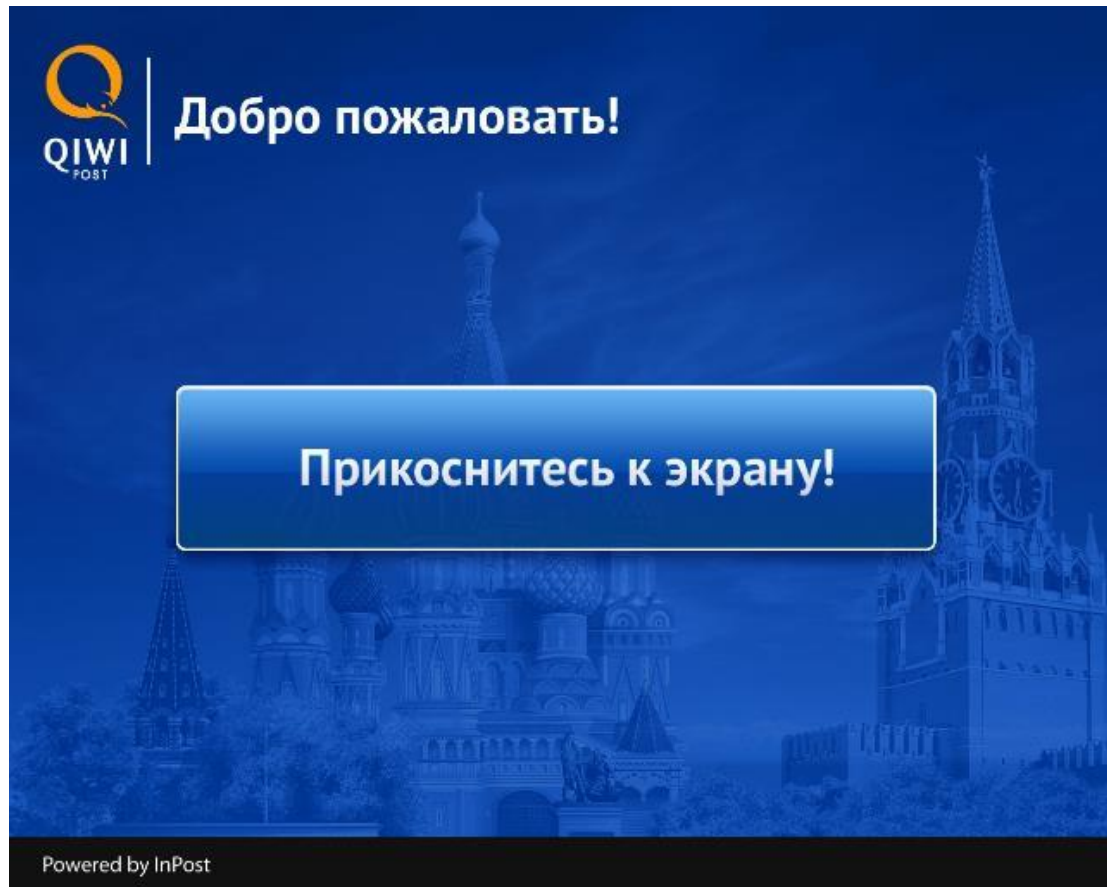 QIWI
POST
Добро пожаловать!
Прикоснитесь к экрану!
Powered by InPost